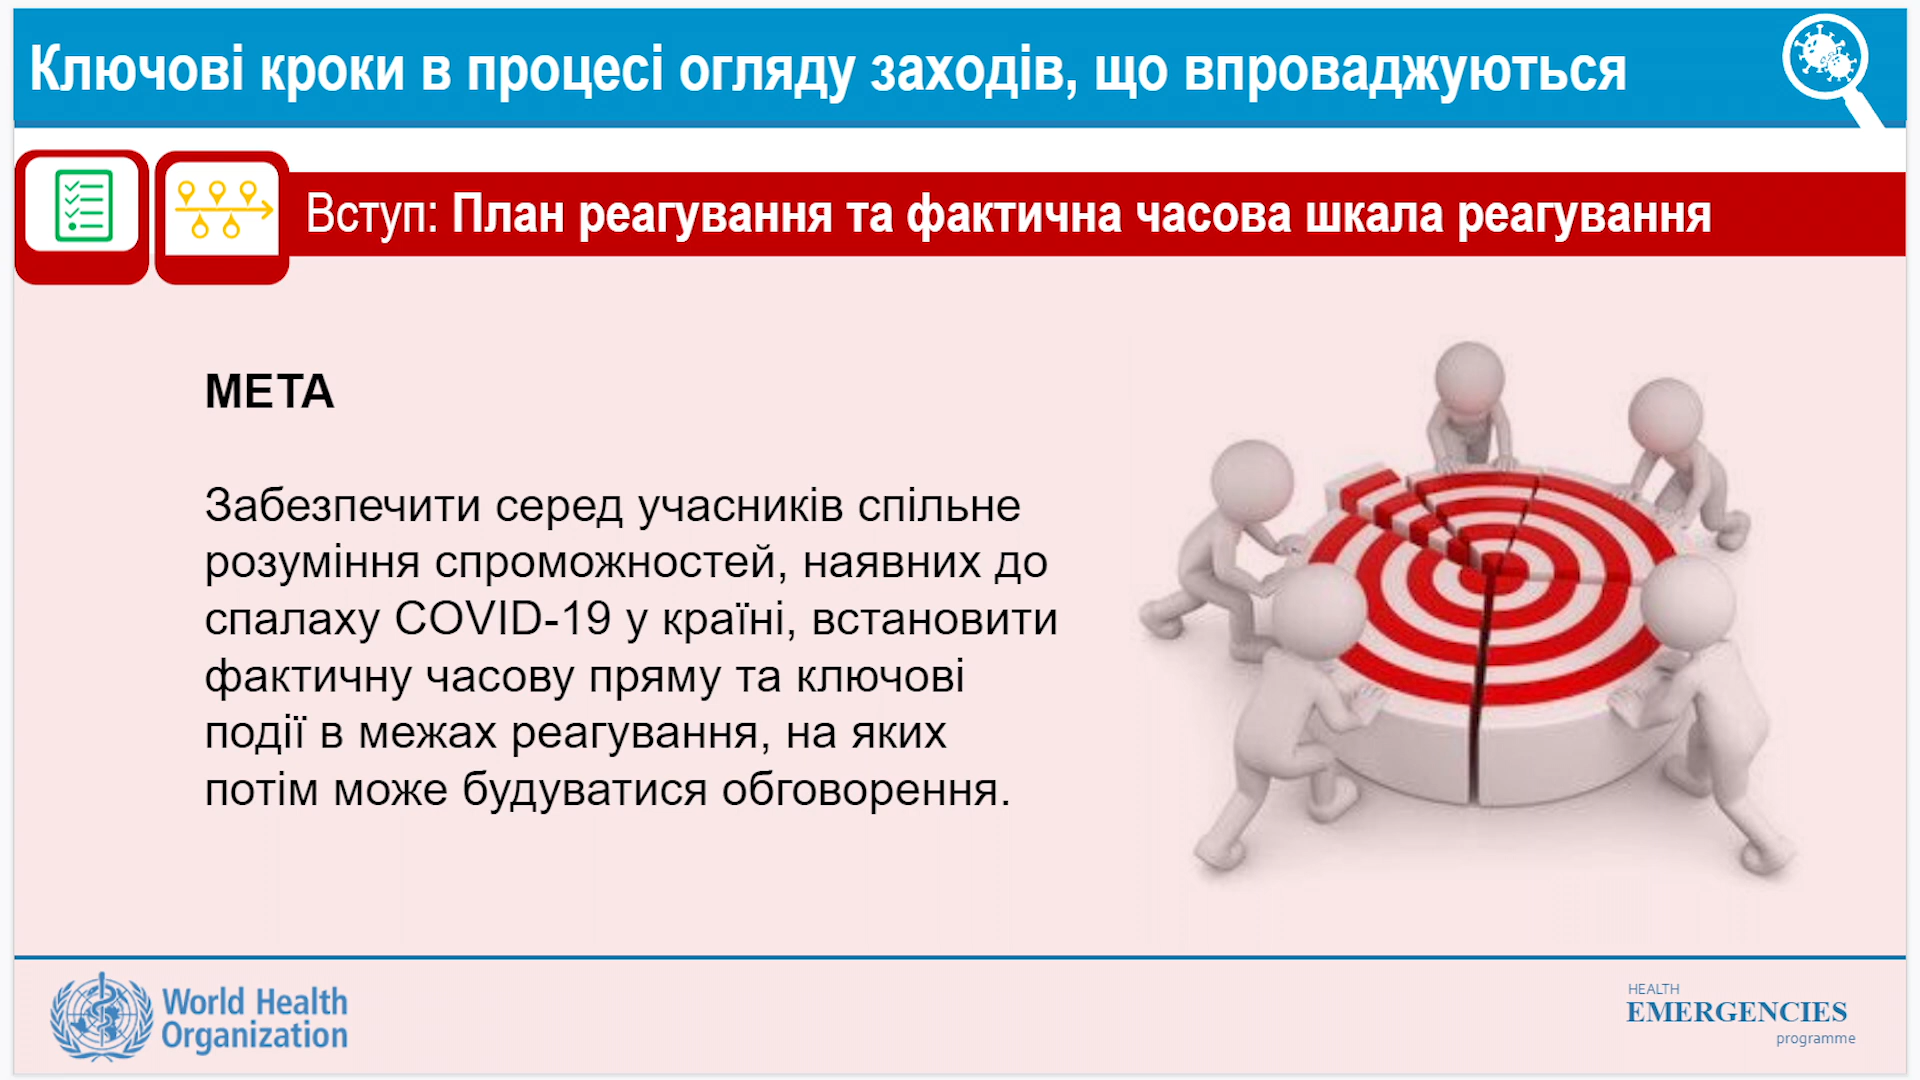 Ключові кроки в процесі огляду заходів, що впроваджуються
Вступ: План реагування та фактична часова шкала реагування
МЕТА
Забезпечити серед учасників спільне
розуміння спроможностей, наявних до
спалаху COVID-19 у країні, встановити
фактичну часову пряму та ключові
події в межах реагування, на яких
потім може будуватися обговорення.
World Health
Organization
HEALTH
EMERGENCIES
programme